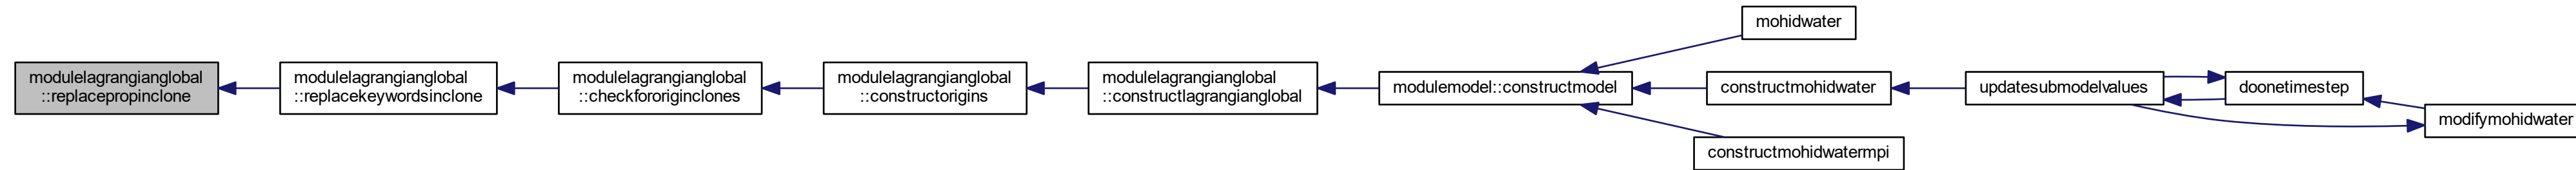 modulelagrangianglobal
::replacepropinclone
modulelagrangianglobal
::replacekeywordsinclone
modulelagrangianglobal
::checkfororiginclones
modulelagrangianglobal
::constructorigins
modulelagrangianglobal
::constructlagrangianglobal
modulemodel::constructmodel
mohidwater
constructmohidwater
constructmohidwatermpi
updatesubmodelvalues
doonetimestep
modifymohidwater